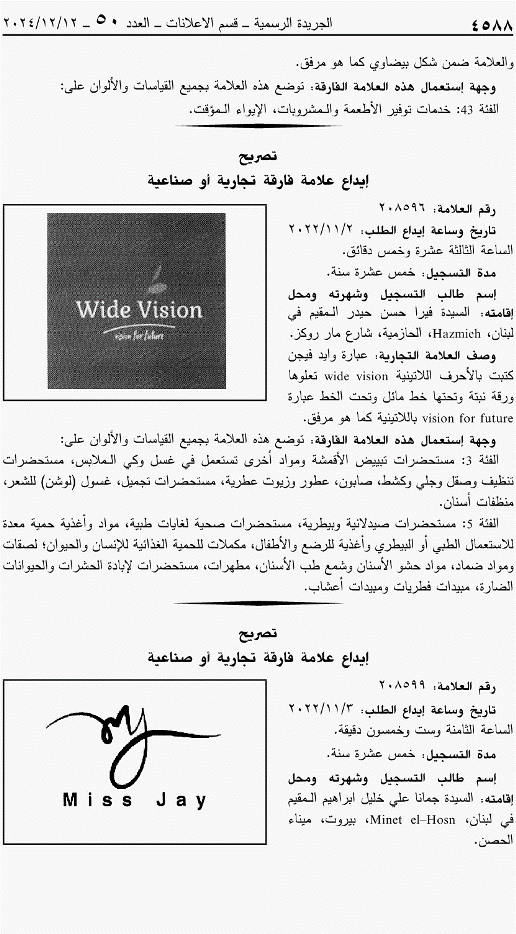 ٤٥٨٨
الجريدة الرسمية ــ قسم الاعلانات ــ العدد ٥٠ ــ ٢٠٢٤/١٢/١٢
والعلامة ضمن شكل بيضاوي كما هو مرفق.
وجهة إستعمال هذه العلامة الفارقة: توضع هذه العلامة بجميع القياسات والألوان على:
الفئة 43: خدمات توفير الأطعمة والمشروبات، الإيواء المؤقت.
تصريح
إيداع علامة فارقة تجارية أو صناعية
رقم العلامة: ٢٠٨٥٩٦
تاريخ وساعة إيداع الطلب: ٢٠٢٢/١١/٢
الساعة الثالثة عشرة وخمس دقائق.
مدة التسجيل: خمس عشرة سنة.
إسم طالب التسجيل وشهرته ومحل
إقامته: السيدة فيرا حسن حيدر المقيم في
لبنان، Hazmich، الحازمية، شارع مار روكز.
وصف العلامة التجارية: عبارة وايد فيجن
كتبت بالأحرف اللاتينية wide vision تعلوها
ورقة نبتة وتحتها خط مائل وتحت الخط عبارة
vision for future باللاتينية كما هو مرفق.
Wide Vision
vision for future
وجهة إستعمال هذه العلامة الفارقة: توضع هذه العلامة بجميع القياسات والألوان على:
الفئة 3: مستحضرات تبييض الأقمشة ومواد أخرى تستعمل في غسل وكي الملابس، مستحضرات
تنظيف وصقل وجلي وكشط، صابون، عطور وزيوت عطرية، مستحضرات تجميل، غسول (لوشن) للشعر،
منظفات أسنان.
الفئة 5: مستحضرات صيدلانية وبيطرية، مستحضرات صحية لغايات طبية، مواد وأغذية حمية معدة
للاستعمال الطبي أو البيطري وأغذية للرضع والأطفال، مكملات للحمية الغذائية للإنسان والحيوان؛ لصقات
ومواد ضماد، مواد حشو الأسنان وشمع طب الأسنان، مطهرات، مستحضرات لإبادة الحشرات والحيوانات
الضارة، مبيدات فطريات ومبيدات أعشاب.
تصريح
إيداع علامة فارقة تجارية أو صناعية
رقم العلامة: ٢٠٨٥٩٩
تاريخ وساعة إيداع الطلب: ٢٠٢٢/١١/٣
الساعة الثامنة وست وخمسون دقيقة.
مدة التسجيل: خمس عشرة سنة.
إسم طالب التسجيل وشهرته ومحل
إقامته: السيدة جمانا علي خليل ابراهيم المقيم
في لبنان، Minet el–Hosn، بيروت، ميناء
الحصن.
my
Miss Jay